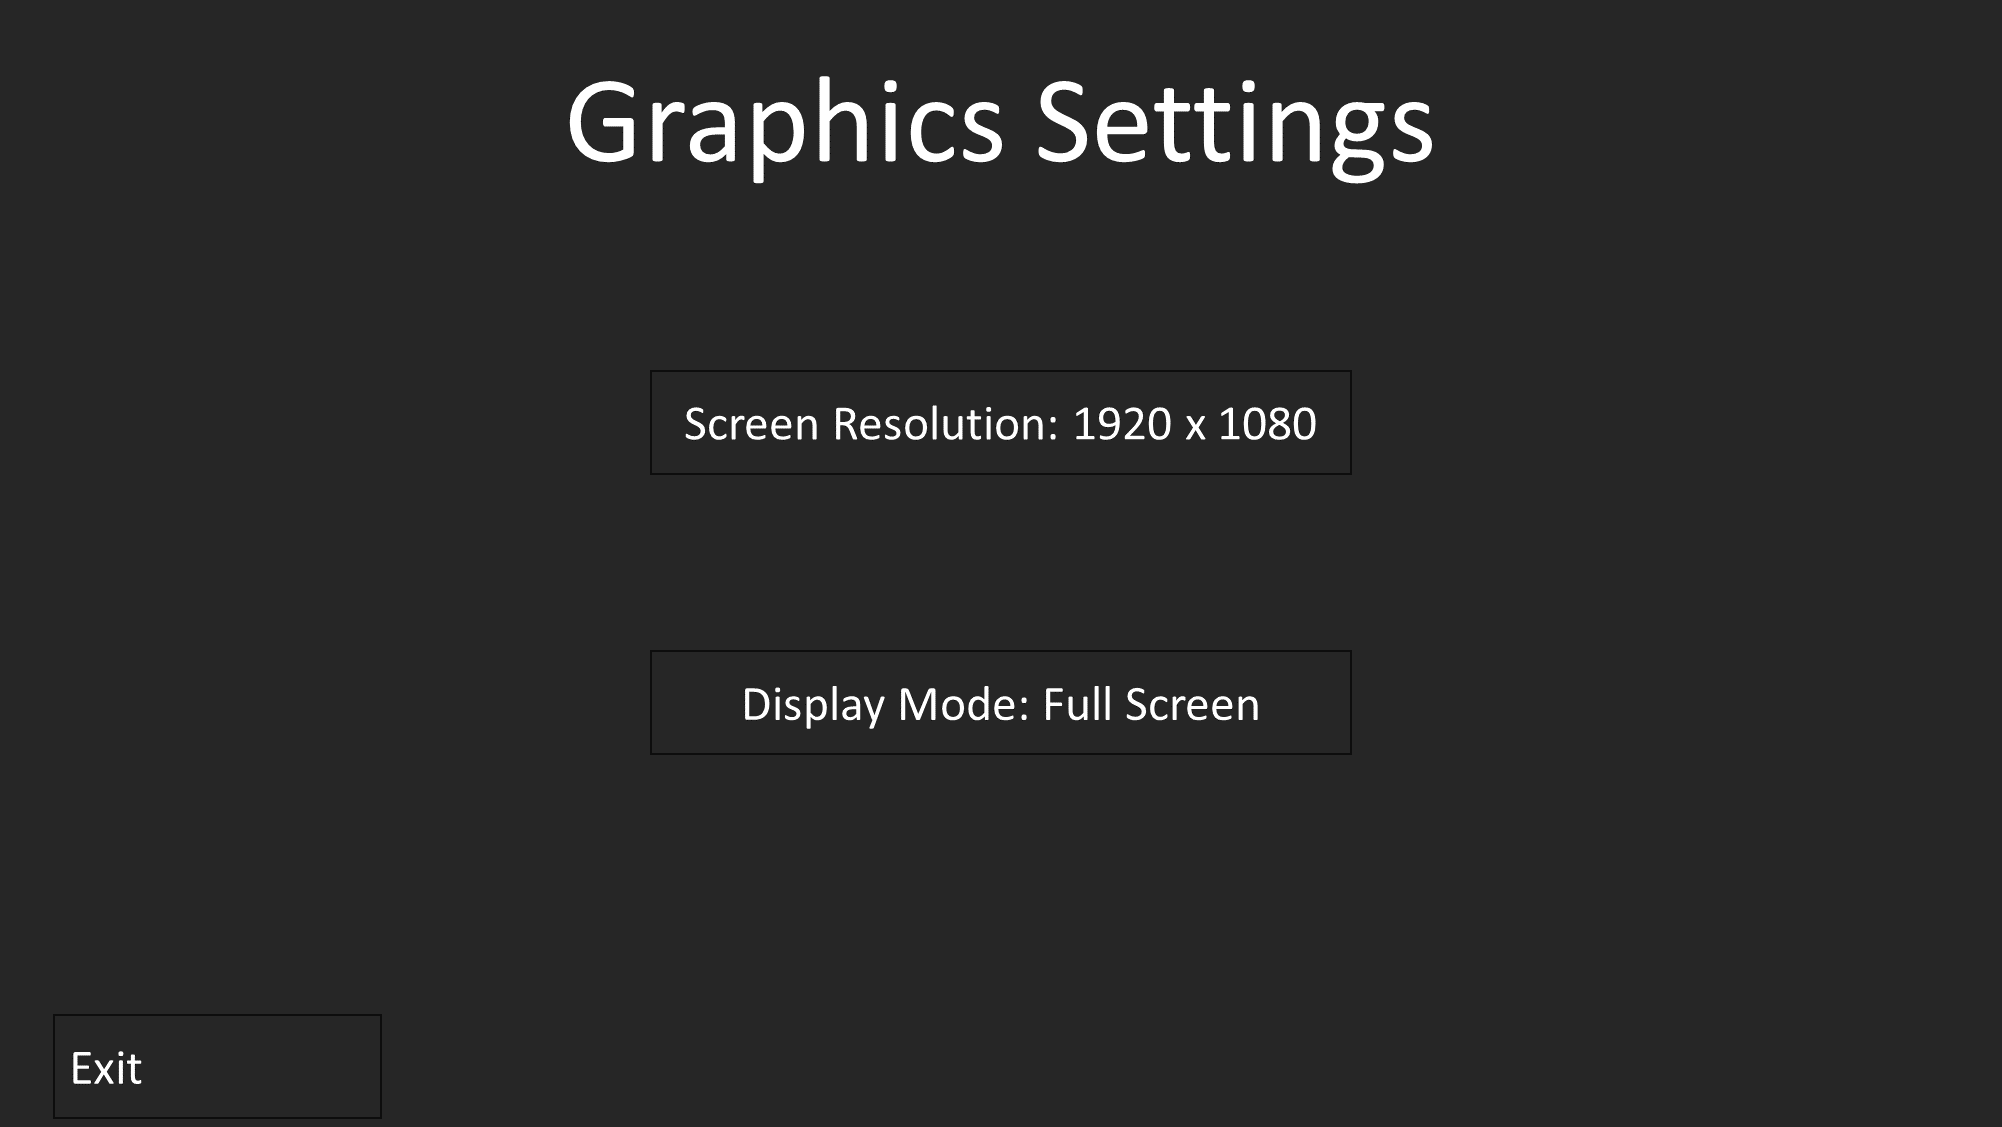 Graphics Settings
Screen Resolution: 1920 x 1080
Display Mode: Full Screen
Exit